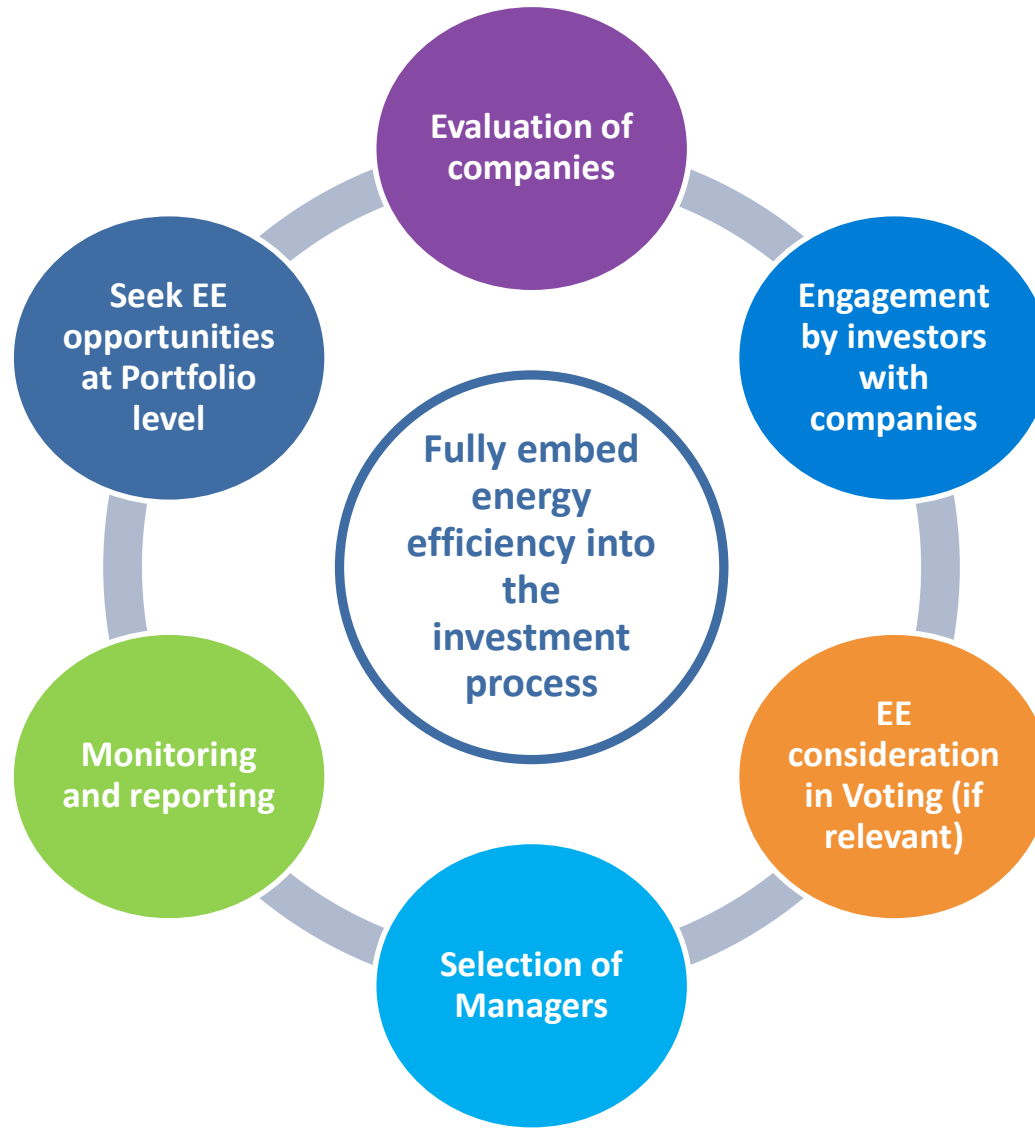 Evaluation of
companies
Engagement
by investors
with
companies
EE
consideration
in Voting (if
relevant)
Selection of
Managers
Monitoring
and reporting
Seek EE
opportunities
at Portfolio
level
Fully embed
energy
efficiency into
the
investment
process